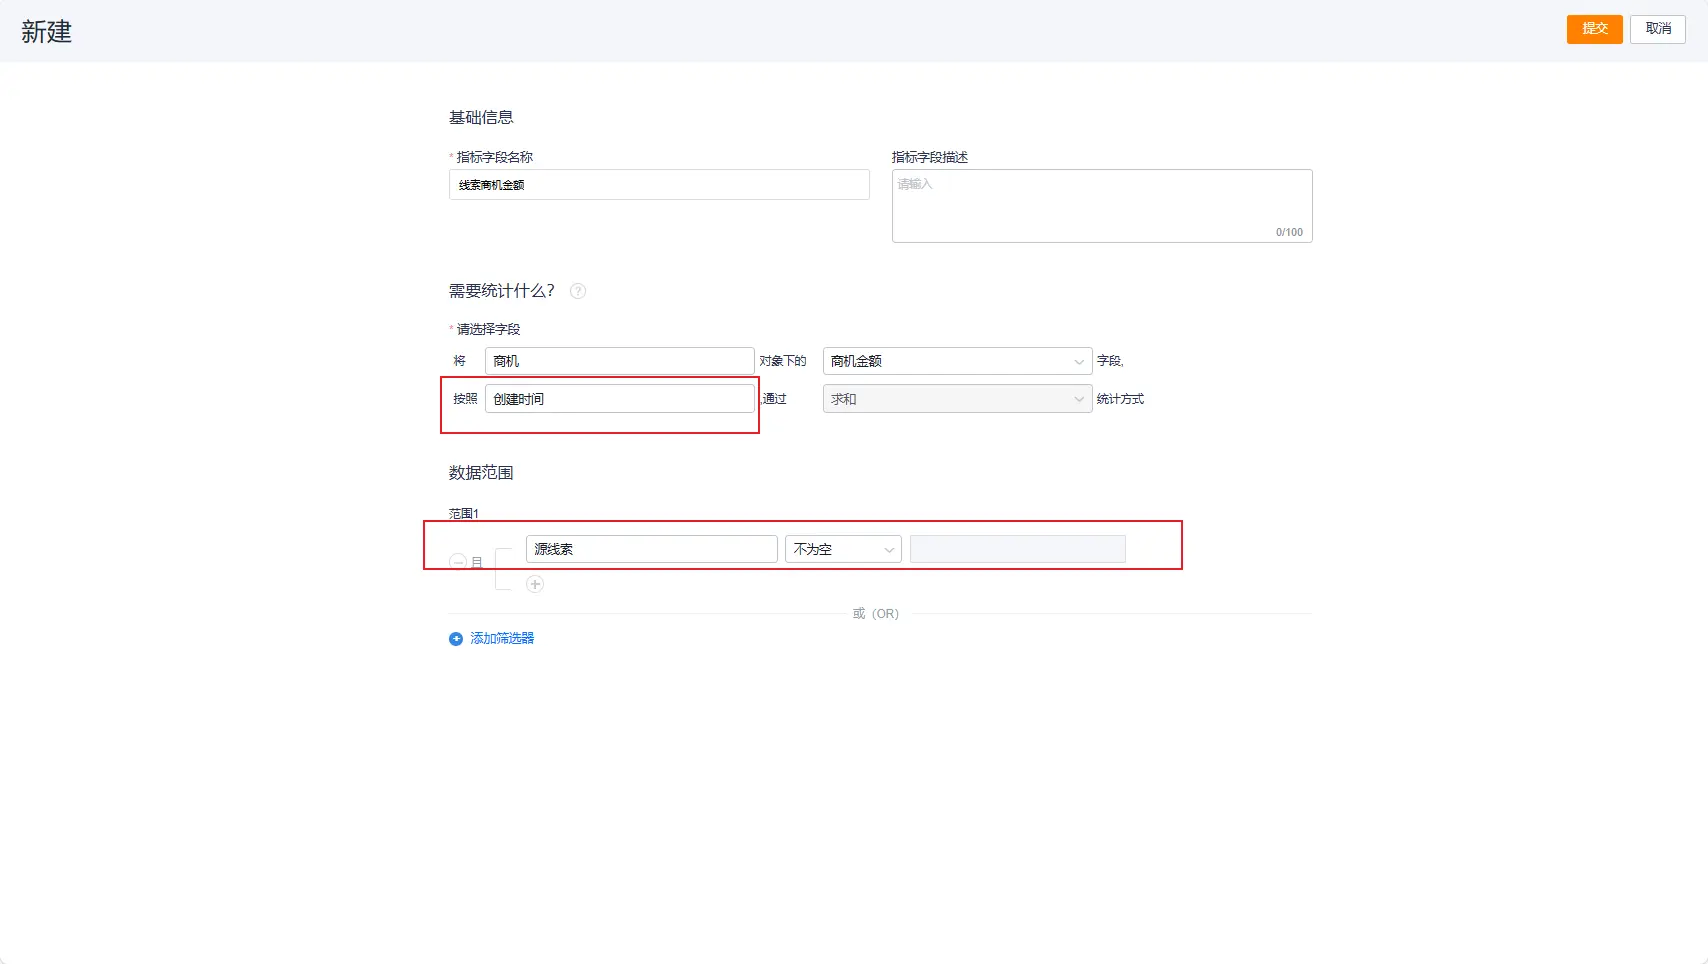 新建
提交 取消
基础信息
* 指标字段名称 指标字段描述
线索商机金额 请输入
0/100
需要统计什么? ?
* 请选择字段
将 商机 对象下的 商机金额 字段,
按照 创建时间 ,通过 求和 统计方式
数据范围
范围1
源线索 不为空
且
或 (OR)
添加筛选器